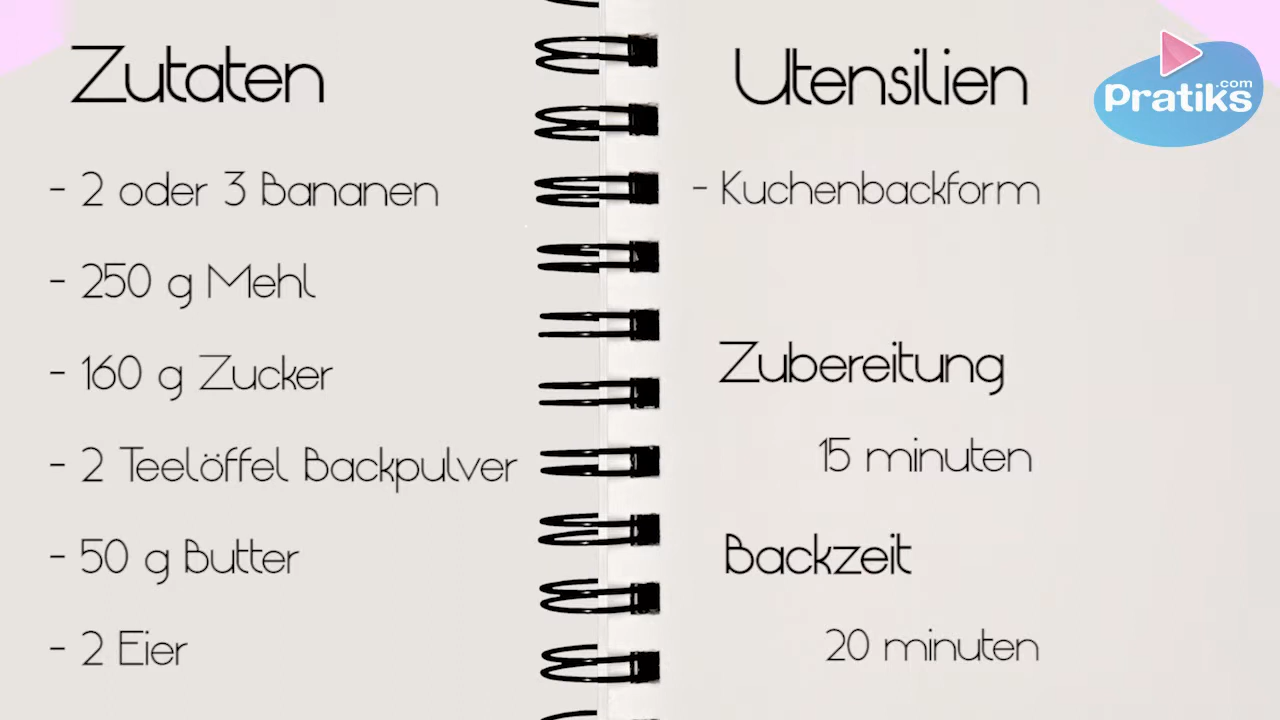 Zutaten
- 2 oder 3 Bananen
- 250 g Mehl
- 160 g Zucker
- 2 Teelöffel Backpulver
- 50 g Butter
- 2 Eier
Utensilien
- Kuchenbackform
Zubereitung
15 minuten
Backzeit
20 minuten
Pratiks.com